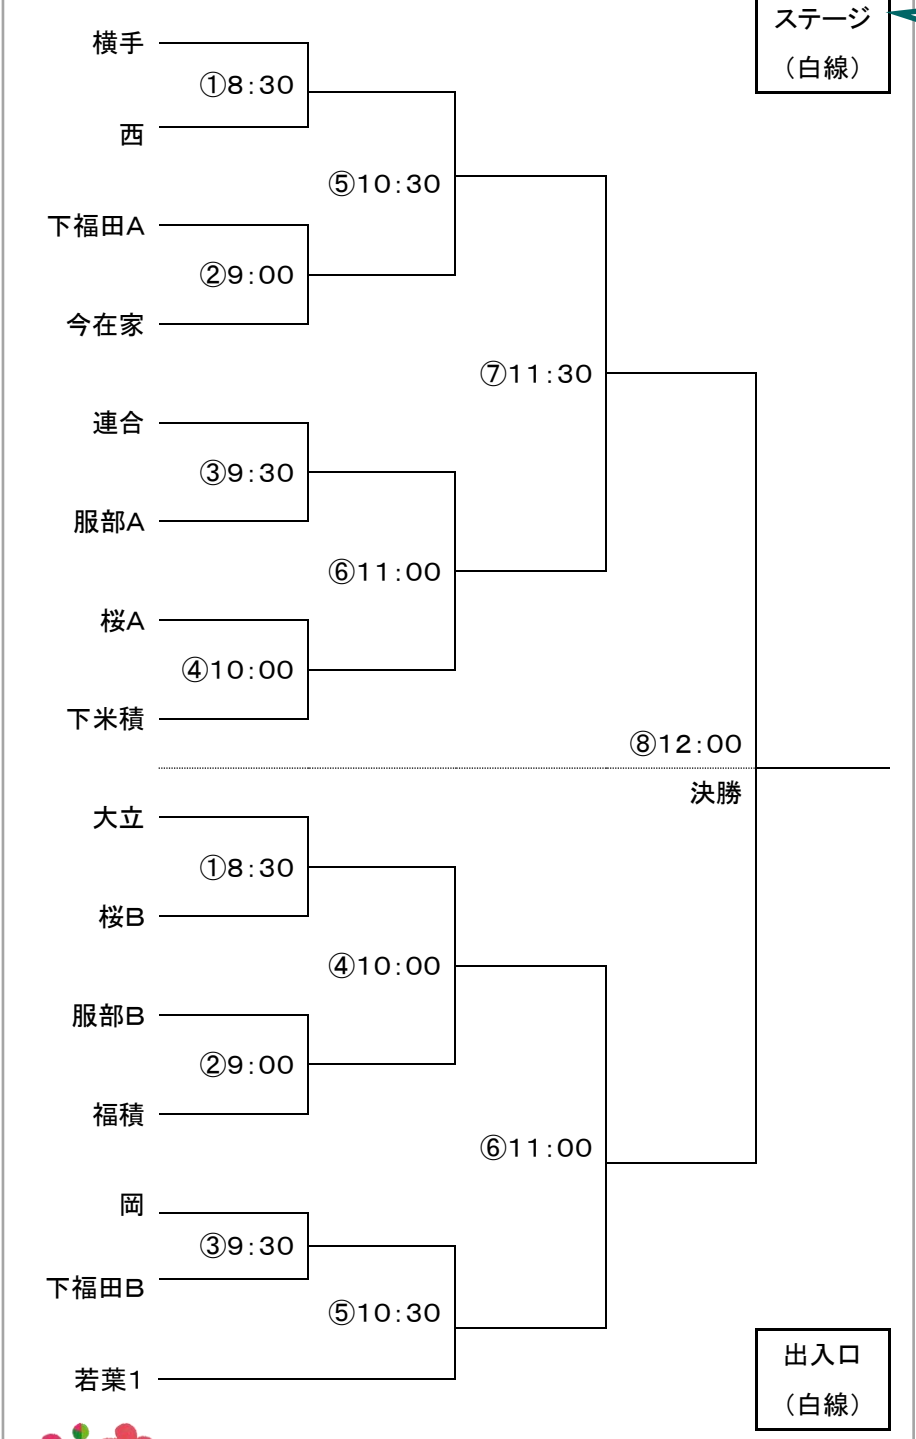 ステージ
（白線）
横手
①8:30
西
⑤10:30
下福田A
②9:00
今在家
⑦11:30
連合
③9:30
服部A
⑥11:00
桜A
④10:00
下米積
⑧12:00
決勝
大立
①8:30
桜B
④10:00
服部B
②9:00
福積
⑥11:00
岡
③9:30
下福田B
⑤10:30
若葉1
出入口
（白線）